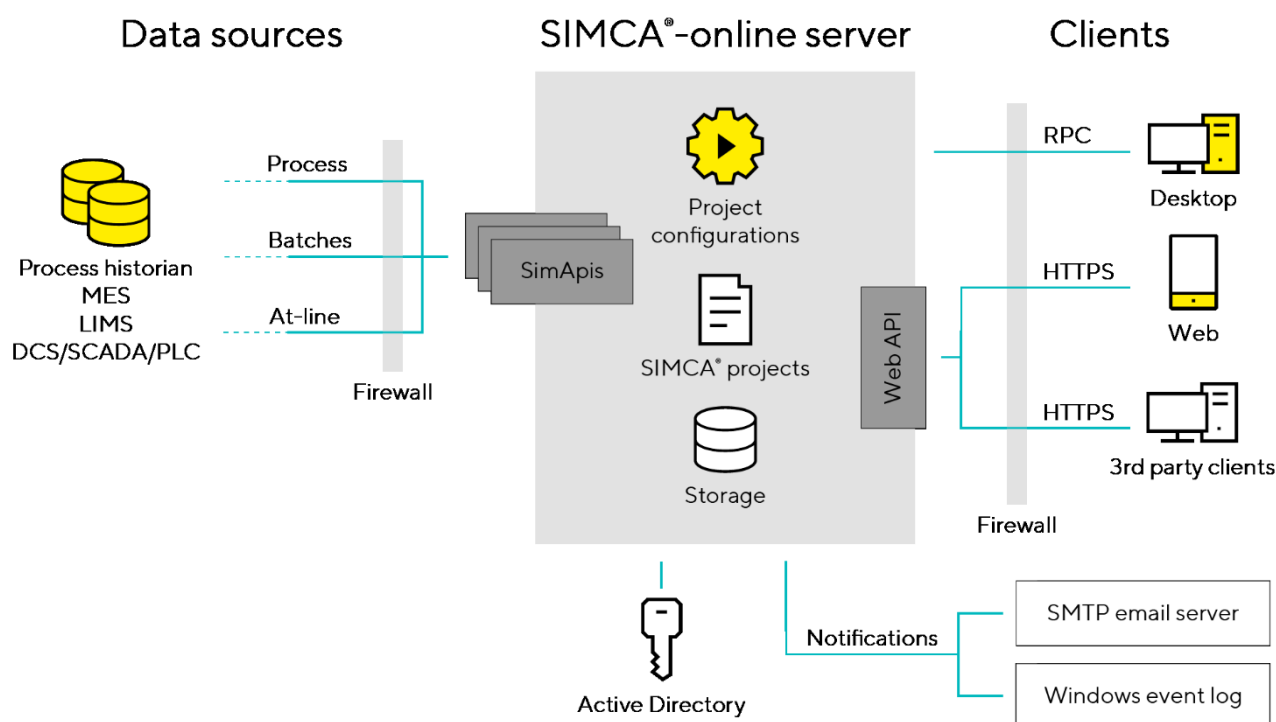 Data sources
SIMCA®-online server
Clients
Process
Batches
At-line
Process historian
MES
LIMS
DCS/SCADA/PLC
Firewall
SimApis
Project
configurations
SIMCA® projects
Storage
Web API
RPC
Desktop
HTTPS
Web
HTTPS
3rd party clients
Firewall
Active Directory
Notifications
SMTP email server
Windows event log